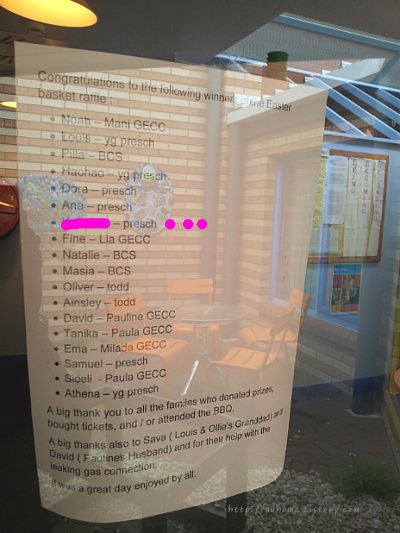 Congratulations to the following winners of the Easter
basket raffle :
• Noah – Mani GECC
• Louis – yg presch
• Pilla – BCS
• Haohao – yg presch
• Dora – presch
• Ana – presch
• – presch
• Fine – Lia GECC
• Natalie – BCS
• Masia – BCS
• Oliver – todd
• Ainsley – todd
• David – Pauline GECC
• Tanika – Paula GECC
• Ema – Milada GECC
• Samuel – presch
• Sioeli - Paula GECC
• Athena – yg presch
A big thank you to all the families who donated prizes,
bought tickets, and / or attended the BBQ.
A big thanks also to Sava ( Louis & Ollie's Granddad) and
David ( Pauline's Husband) and for their help with the
leaking gas connection.
It was a great day enjoyed by all.